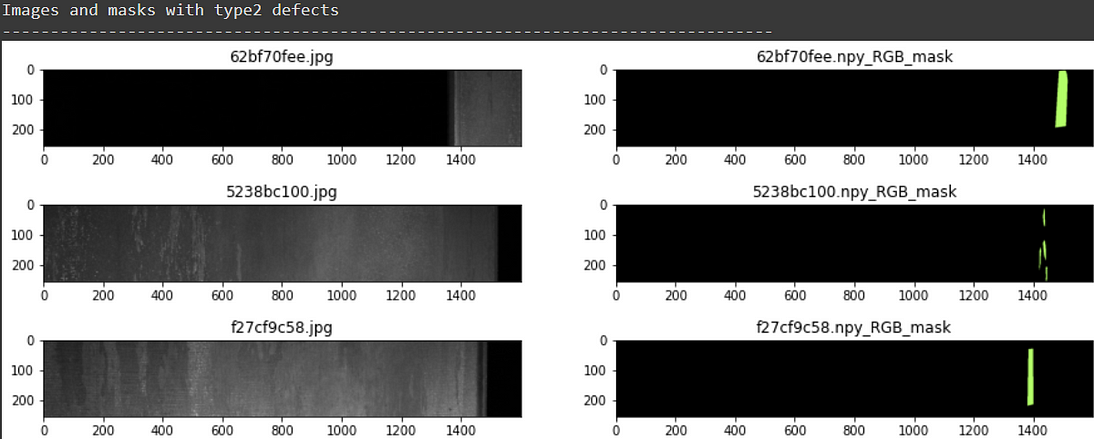 Images and masks with type2 defects
--------------------------------------------------------------------------------
62bf70fee.jpg 62bf70fee.npy_RGB_mask
0 0
100 100
200 200
0 200 400 600 800 1000 1200 1400 0 200 400 600 800 1000 1200 1400
5238bc100.jpg 5238bc100.npy_RGB_mask
0 0
100 100
200 200
0 200 400 600 800 1000 1200 1400 0 200 400 600 800 1000 1200 1400
f27cf9c58.jpg f27cf9c58.npy_RGB_mask
0 0
100 100
200 200
0 200 400 600 800 1000 1200 1400 0 200 400 600 800 1000 1200 1400